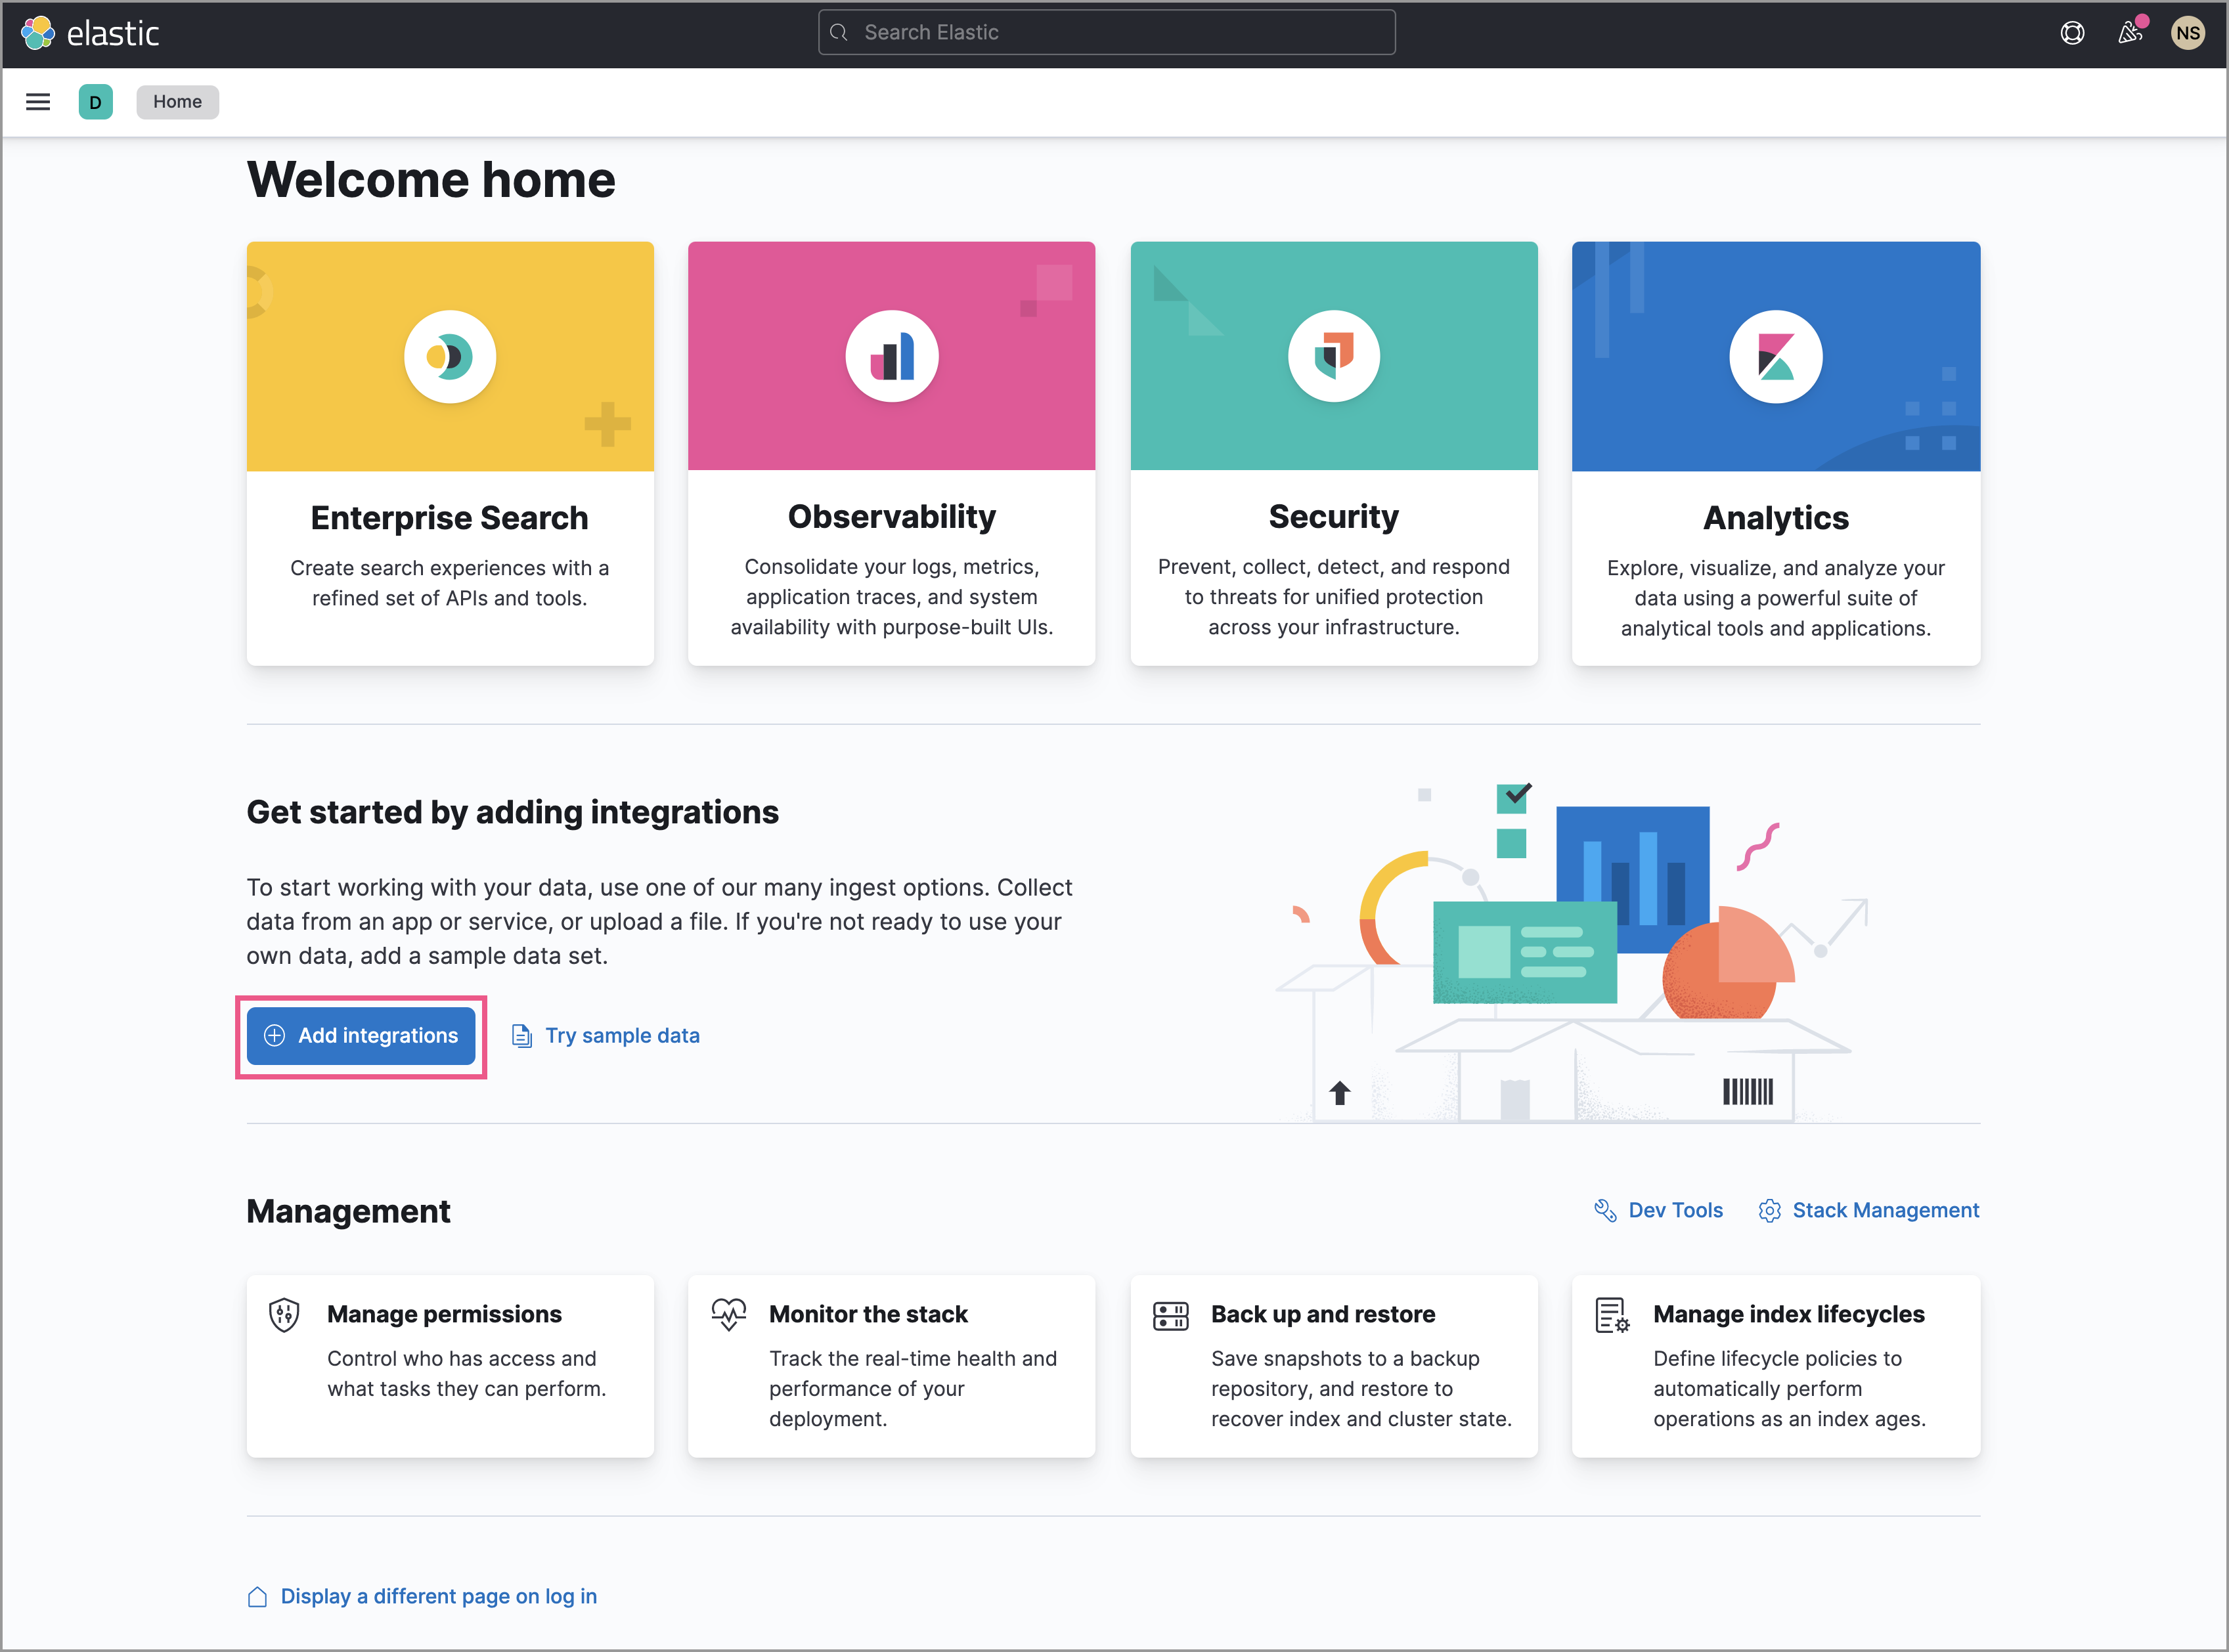 elastic
Search Elastic
NS
D
Home
Welcome home
Enterprise Search
Create search experiences with a
refined set of APIs and tools.
Observability
Consolidate your logs, metrics,
application traces, and system
availability with purpose-built UIs.
Security
Prevent, collect, detect, and respond
to threats for unified protection
across your infrastructure.
Analytics
Explore, visualize, and analyze your
data using a powerful suite of
analytical tools and applications.
Get started by adding integrations
To start working with your data, use one of our many ingest options. Collect
data from an app or service, or upload a file. If you're not ready to use your
own data, add a sample data set.
Add integrations
Try sample data
Management
Dev Tools
Stack Management
Manage permissions
Control who has access and
what tasks they can perform.
Monitor the stack
Track the real-time health and
performance of your
deployment.
Back up and restore
Save snapshots to a backup
repository, and restore to
recover index and cluster state.
Manage index lifecycles
Define lifecycle policies to
automatically perform
operations as an index ages.
Display a different page on log in